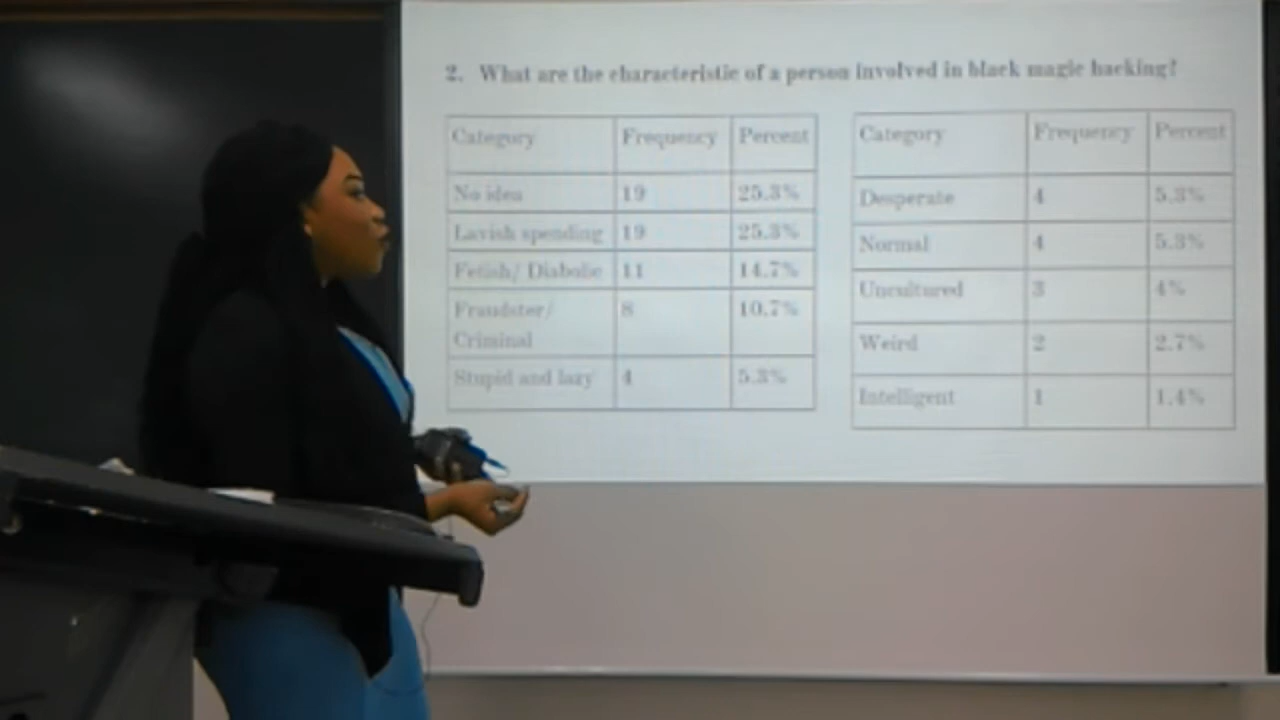 2. What are the characteristic of a person involved in black magic hacking?
Category Frequency Percent
No idea 19 25.3%
Lavish spending 19 25.3%
Fetish/ Diabolic 11 14.7%
Fraudster/ 8 10.7%
Criminal
Stupid and lazy 4 5.3%
Category Frequency Percent
Desperate 4 5.3%
Normal 4 5.3%
Uncultured 3 4%
Weird 2 2.7%
Intelligent 1 1.4%